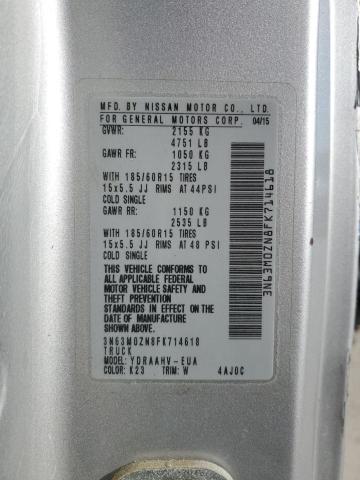 MFD. BY NISSAN MOTOR CO., LTD.
FOR GENERAL MOTORS CORP. 04/15
GVWR: 2155 KG
4751 LB
GAWR FR: 1050 KG
2315 LB
WITH 185/60R15 TIRES
15x5.5 JJ RIMS AT 44PSI
COLD SINGLE
GAWR RR: 1150 KG
2535 LB
WITH 185/60R15 TIRES
15x5.5 JJ RIMS AT 48 PSI
COLD SINGLE
THIS VEHICLE CONFORMS TO
ALL APPLICABLE FEDERAL
MOTOR VEHICLE SAFETY
STANDARDS IN EFFECT ON
THE DATE OF MANUFACTURE
SHOWN ABOVE.
3N63M0ZN8FK714618
TRUCK
MODEL: YDRAAHV-EUA
COLOR: K23 TRIM: W 4AJ0C
3N63M0ZN8FK714618